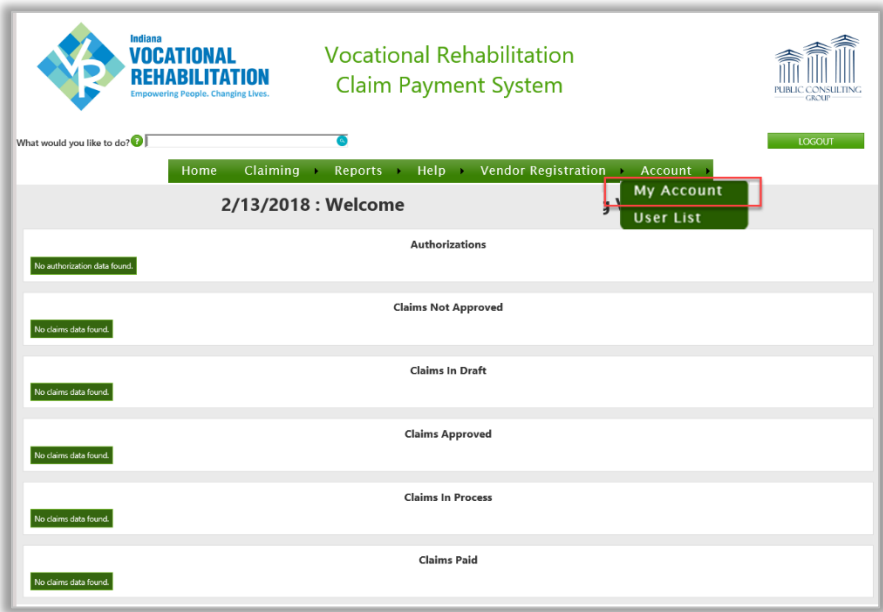 Indiana
VOCATIONAL
REHABILITATION
Empowering People. Changing Lives.
VR
Vocational Rehabilitation
Claim Payment System
PUBLIC CONSULTING
GROUP
What would you like to do? ?
LOGOUT
Home Claiming Reports Help Vendor Registration Account
My Account
User List
2/13/2018 : Welcome
Authorizations
No authorization data found.
Claims Not Approved
No claims data found.
Claims In Draft
No claims data found.
Claims Approved
No claims data found.
Claims In Process
No claims data found.
Claims Paid
No claims data found.